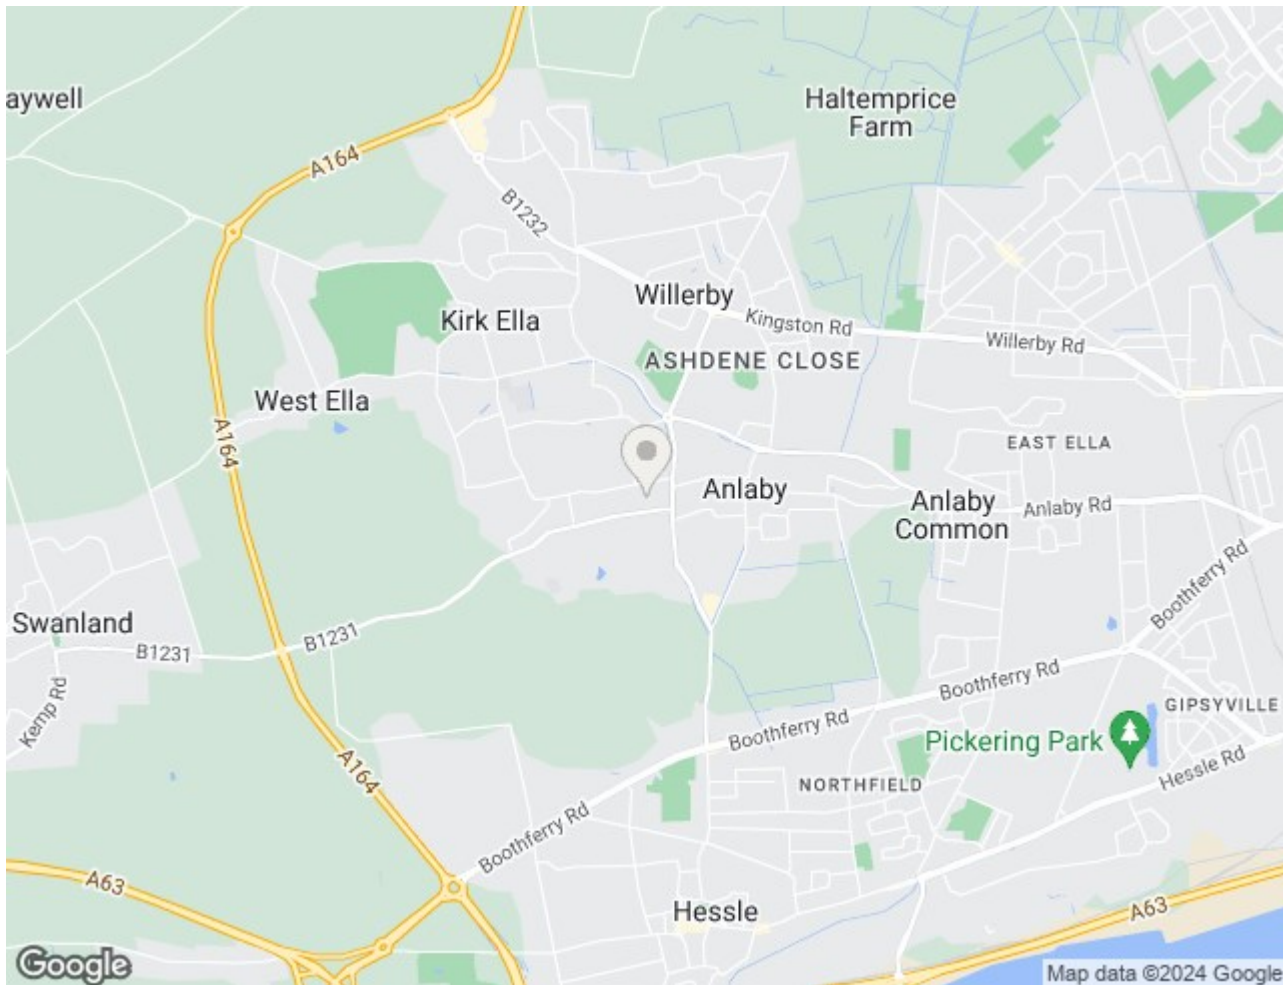 aywell
Haltemprice
Farm
A164
B1232
Willerby
Kingston Rd
Kirk Ella
Willerby Rd
ASHDENE CLOSE
West Ella
A164
EAST ELLA
Anlaby
Anlaby
Common
Anlaby Rd
Boothferry Rd
Swanland
B1231
B1231
Kemp Rd
Boothferry Rd
GIPSYVILLE
Boothferry Rd
Pickering Park
Hessle Rd
A164
NORTHFIELD
Boothferry Rd
A63
Hessle
A63
Google
Map data ©2024 Google